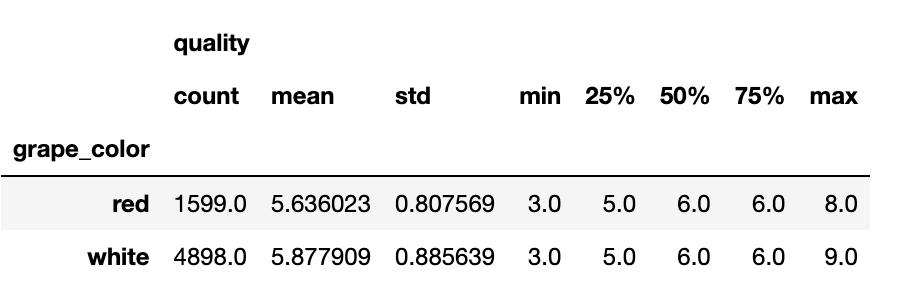 quality
count mean std min 25% 50% 75% max
grape_color
red 1599.0 5.636023 0.807569 3.0 5.0 6.0 6.0 8.0
white 4898.0 5.877909 0.885639 3.0 5.0 6.0 6.0 9.0